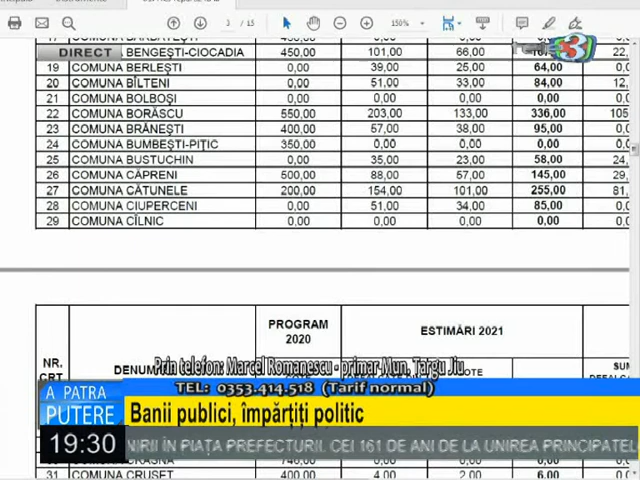 3 / 15
150%
DIRECT
BENGEȘTI-CIOCADIA 450,00 101,00 66,00
19 COMUNA BERLEȘTI 0,00 39,00 25,00 64,00
20 COMUNA BÎLTENI 0,00 51,00 33,00 84,00
21 COMUNA BOLBOȘI 0,00 0,00 0,00 0,00
22 COMUNA BORĂSCU 550,00 203,00 133,00 336,00
23 COMUNA BRĂNEȘTI 400,00 57,00 38,00 95,00
24 COMUNA BUMBEȘTI-PIȚIC 350,00 0,00 0,00 0,00
25 COMUNA BUSTUCHIN 0,00 35,00 23,00 58,00
26 COMUNA CĂPRENI 500,00 88,00 57,00 145,00
27 COMUNA CĂTUNELE 200,00 154,00 101,00 255,00
28 COMUNA CIUPERCENI 0,00 51,00 34,00 85,00
29 COMUNA CÎLNIC 0,00 0,00 0,00 0,00
PROGRAM 2020
ESTIMĂRI 2021
NR. CRT
Prin telefon: Marcel Romanescu - primar Mun. Targu Jiu
TEL: 0353.414.518 (Tarif normal)
A PATRA
PUTERE
Banii publici, împărțiți politic
19:30
NIRII ÎN PIAȚA PREFECTURII. CEI 161 DE ANI DE LA UNIREA PRINCIPATEL
31 COMUNA CRUȘEȚ 400,00 4,00 2,00 6,00